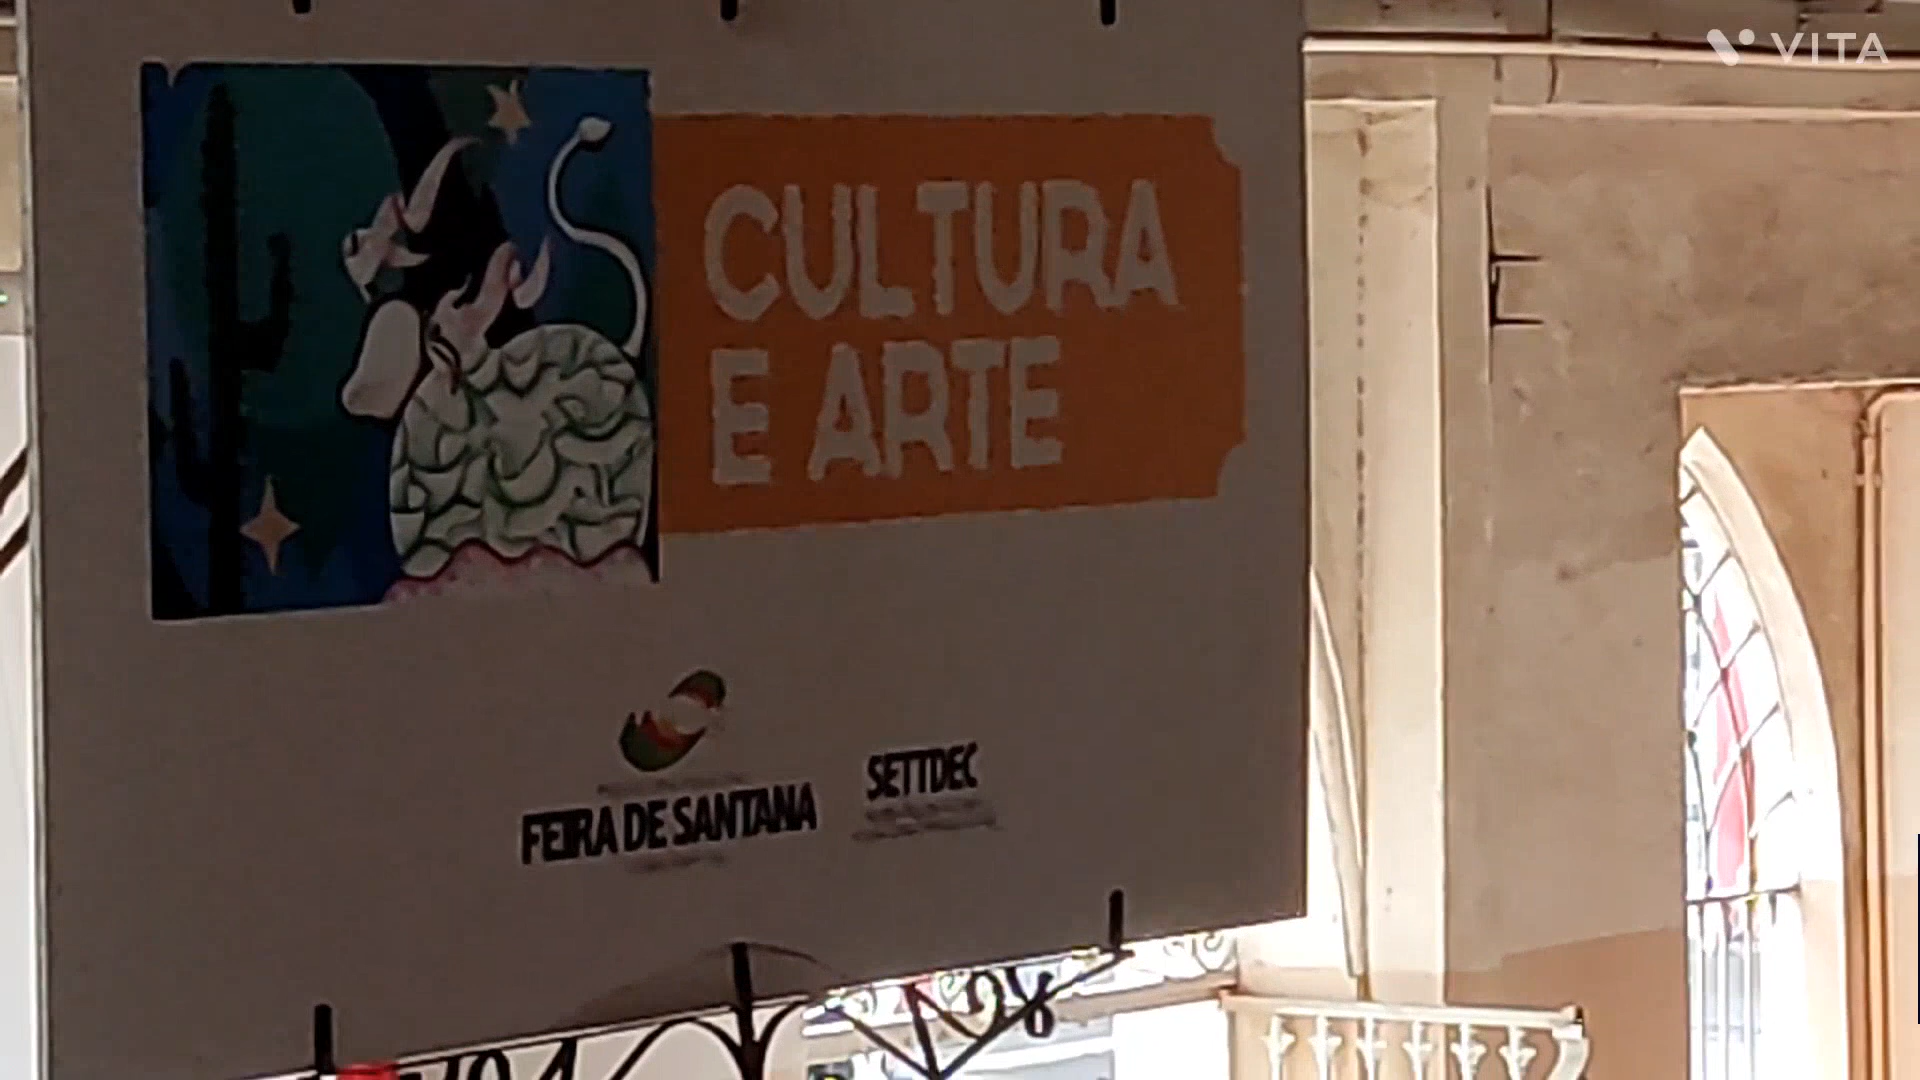 VITA
CULTURA
E ARTE
FEIRA DE SANTANA
SETTDEC